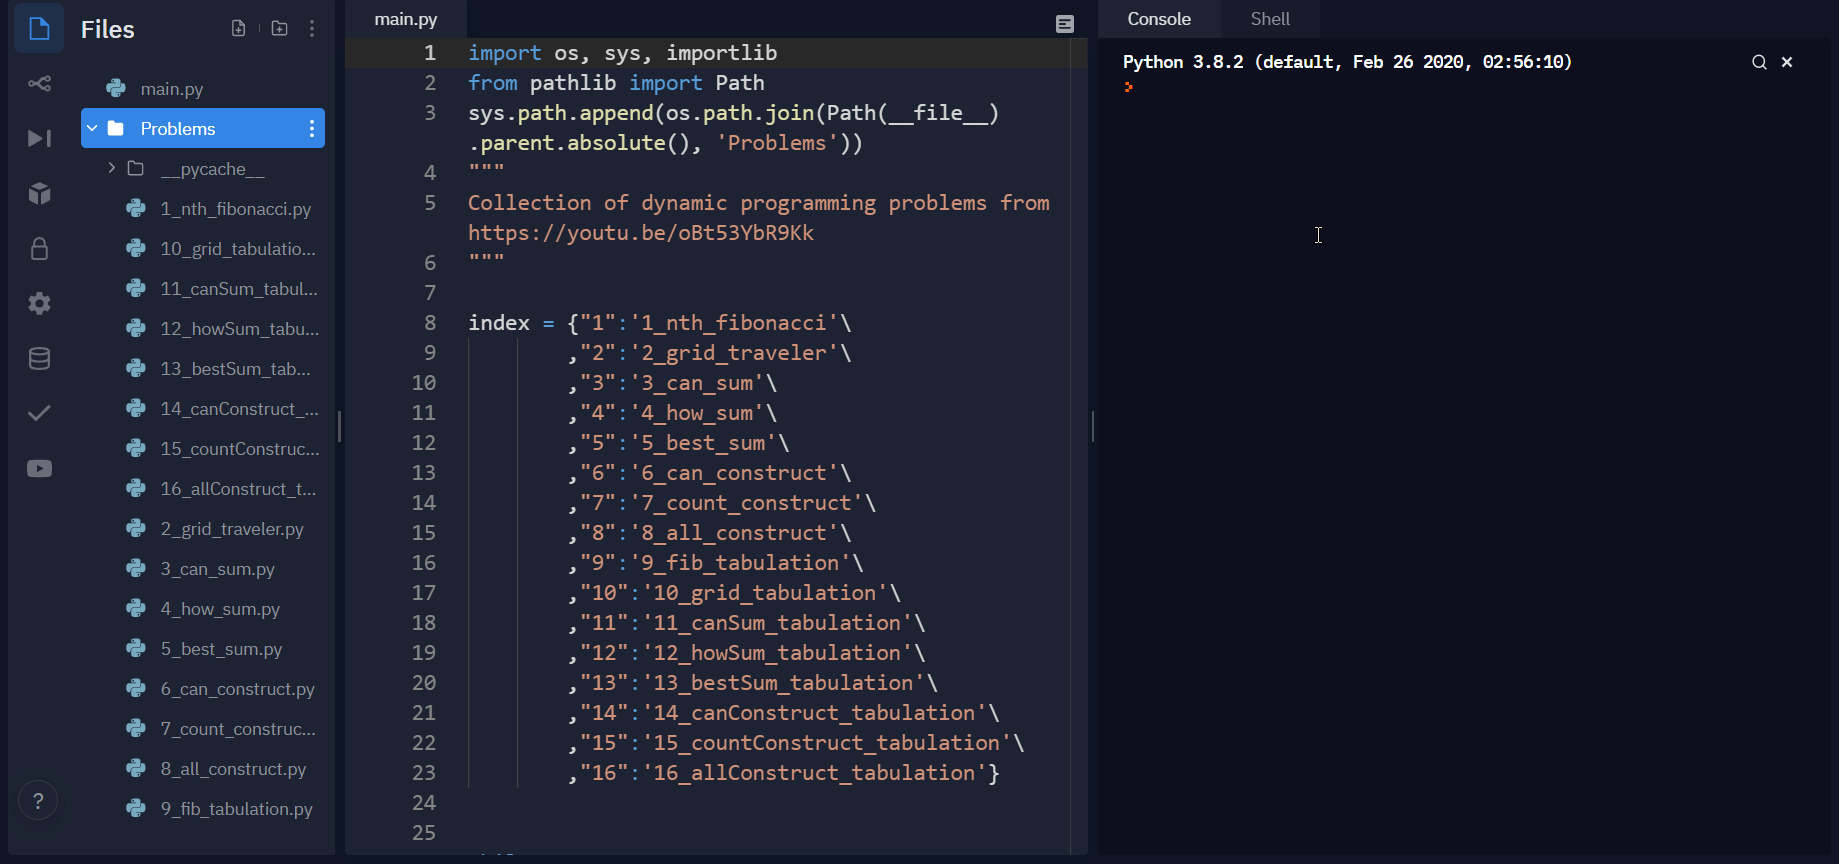 Files
main.py
Problems
__pycache__
1_nth_fibonacci.py
10_grid_tabulatio...
11_canSum_tabul...
12_howSum_tabu...
13_bestSum_tab...
14_canConstruct_...
15_countConstruc...
16_allConstruct_t...
2_grid_traveler.py
3_can_sum.py
4_how_sum.py
5_best_sum.py
6_can_construct.py
7_count_construc...
8_all_construct.py
9_fib_tabulation.py
?
main.py
1 import os, sys, importlib
2 from pathlib import Path
3 sys.path.append(os.path.join(Path(__file__)
.parent.absolute(), 'Problems'))
4 """
5 Collection of dynamic programming problems from
https://youtu.be/oBt53YbR9Kk
6 """
7
8 index = {"1":'1_nth_fibonacci'\
9 ,"2":'2_grid_traveler'\
10 ,"3":'3_can_sum'\
11 ,"4":'4_how_sum'\
12 ,"5":'5_best_sum'\
13 ,"6":'6_can_construct'\
14 ,"7":'7_count_construct'\
15 ,"8":'8_all_construct'\
16 ,"9":'9_fib_tabulation'\
17 ,"10":'10_grid_tabulation'\
18 ,"11":'11_canSum_tabulation'\
19 ,"12":'12_howSum_tabulation'\
20 ,"13":'13_bestSum_tabulation'\
21 ,"14":'14_canConstruct_tabulation'\
22 ,"15":'15_countConstruct_tabulation'\
23 ,"16":'16_allConstruct_tabulation'}
24
25
Console Shell
Python 3.8.2 (default, Feb 26 2020, 02:56:10)
>